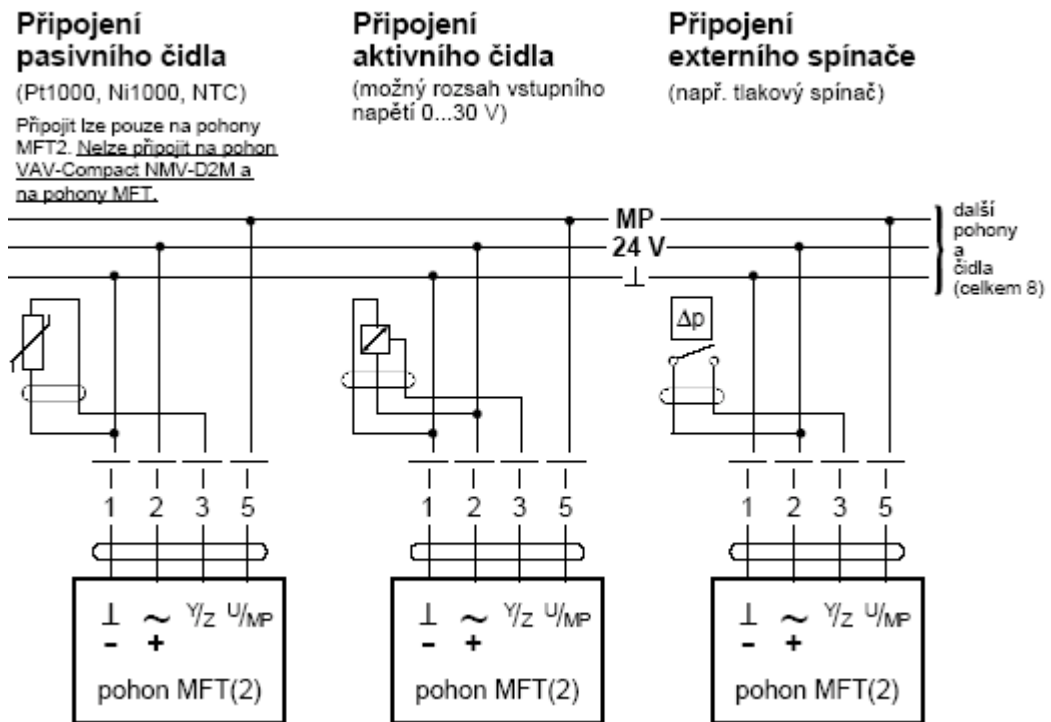 Připojení
pasivního čidla
(Pt1000, Ni1000, NTC)
Připojit lze pouze na pohony
MFT2. Nelze připojit na pohon
VAV-Compact NMV-D2M a
na pohony MFT.
Připojení
aktivního čidla
(možný rozsah vstupního
napětí 0...30 V)
Připojení
externího spínače
(např. tlakový spínač)
MP
24 V
⊥
další
pohony
a
čidla
(celkem 8)
Δp
1 2 3 5
1 2 3 5
1 2 3 5
⊥ ~ Y/Z U/MP
- +
pohon MFT(2)
⊥ ~ Y/Z U/MP
- +
pohon MFT(2)
⊥ ~ Y/Z U/MP
- +
pohon MFT(2)